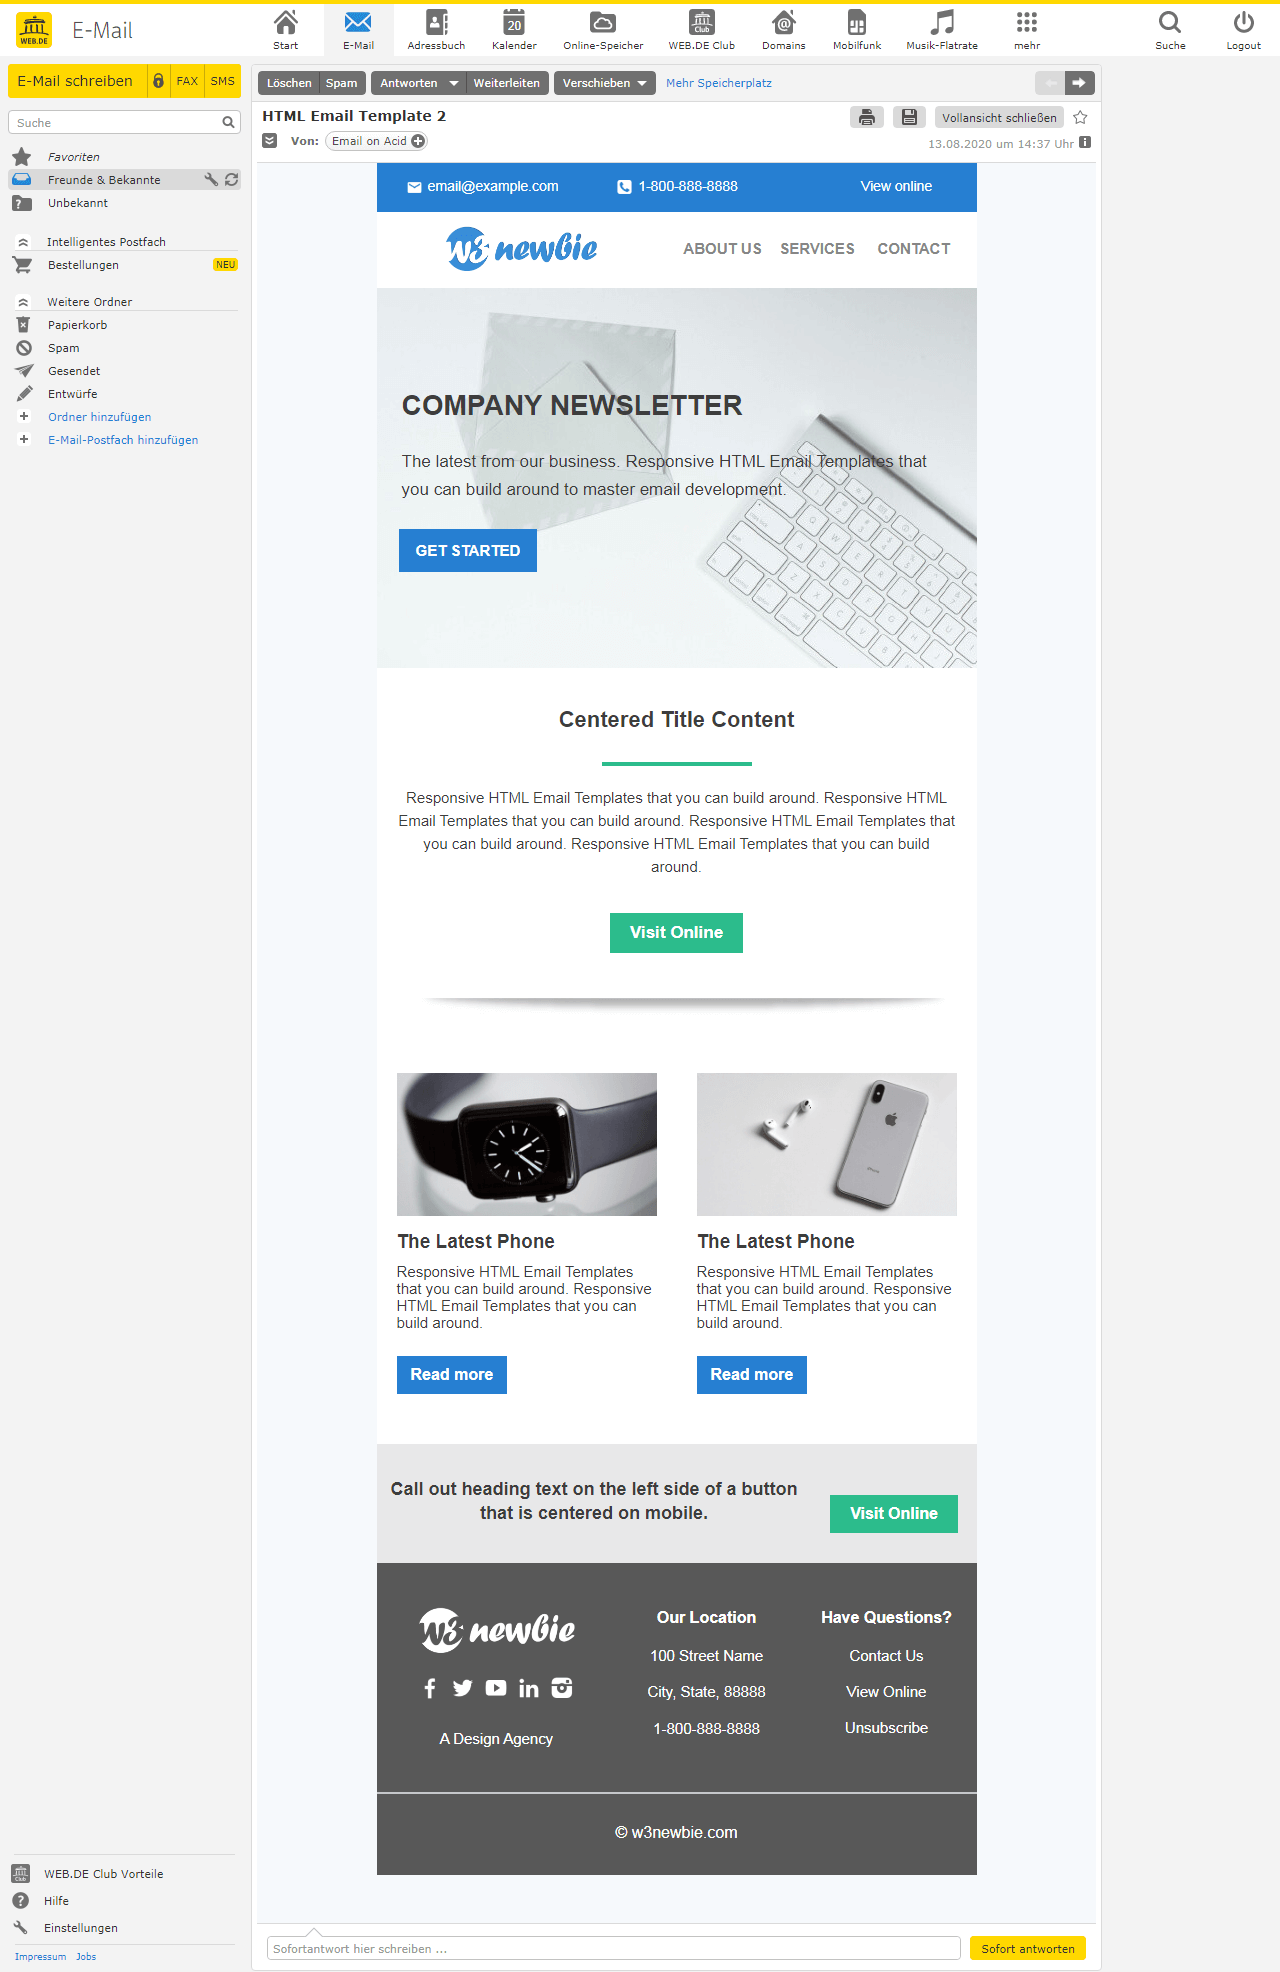 WEB.DE
E-Mail
Start
E-Mail
Adressbuch
20
Kalender
Online-Speicher
Club
WEB.DE Club
@
Domains
Mobilfunk
Musik-Flatrate
mehr
Suche
Logout
E-Mail schreiben
FAX
SMS
Suche
Favoriten
Freunde & Bekannte
Unbekannt
Intelligentes Postfach
Bestellungen
NEU
Weitere Ordner
Papierkorb
Spam
Gesendet
Entwürfe
Ordner hinzufügen
E-Mail-Postfach hinzufügen
Löschen
Spam
Antworten
Weiterleiten
Verschieben
Mehr Speicherplatz
HTML Email Template 2
Vollansicht schließen
Von: Email on Acid
13.08.2020 um 14:37 Uhr
email@example.com
1-800-888-8888
View online
W3 newbie
ABOUT US
SERVICES
CONTACT
COMPANY NEWSLETTER
The latest from our business. Responsive HTML Email Templates that
you can build around to master email development.
GET STARTED
Centered Title Content
Responsive HTML Email Templates that you can build around. Responsive HTML
Email Templates that you can build around. Responsive HTML Email Templates that
you can build around. Responsive HTML Email Templates that you can build
around.
Visit Online
The Latest Phone
Responsive HTML Email Templates
that you can build around. Responsive
HTML Email Templates that you can
build around.
Read more
iPhone
The Latest Phone
Responsive HTML Email Templates
that you can build around. Responsive
HTML Email Templates that you can
build around.
Read more
Call out heading text on the left side of a button
that is centered on mobile.
Visit Online
W3 newbie
A Design Agency
Our Location
100 Street Name
City, State, 88888
1-800-888-8888
Have Questions?
Contact Us
View Online
Unsubscribe
© w3newbie.com
Club
WEB.DE Club Vorteile
Hilfe
Einstellungen
Impressum
Jobs
Sofortantwort hier schreiben ...
Sofort antworten